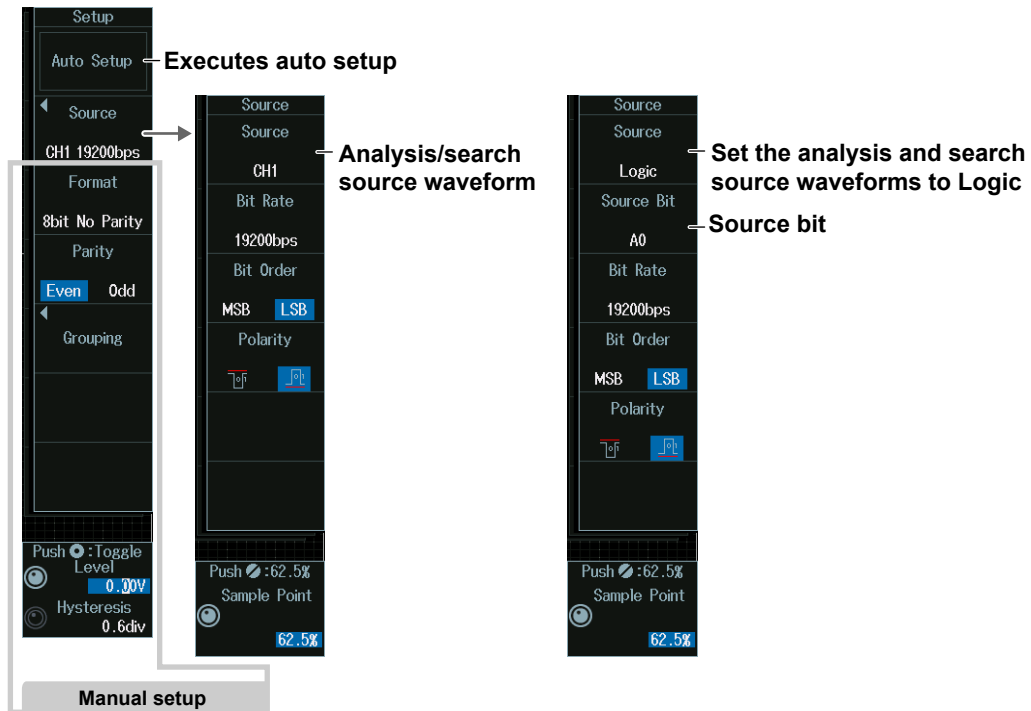 Setup
Auto Setup
Executes auto setup
Source
CH1 19200bps
Format
8bit No Parity
Parity
Even Odd
Grouping
Push :Toggle
Level
0.00V
Hysteresis
0.6div
Manual setup
Source
Source
CH1
Analysis/search
source waveform
Bit Rate
19200bps
Bit Order
MSB LSB
Polarity
Push :62.5%
Sample Point
62.5%
Source
Source
Logic
Set the analysis and search
source waveforms to Logic
Source Bit
A0
Source bit
Bit Rate
19200bps
Bit Order
MSB LSB
Polarity
Push :62.5%
Sample Point
62.5%